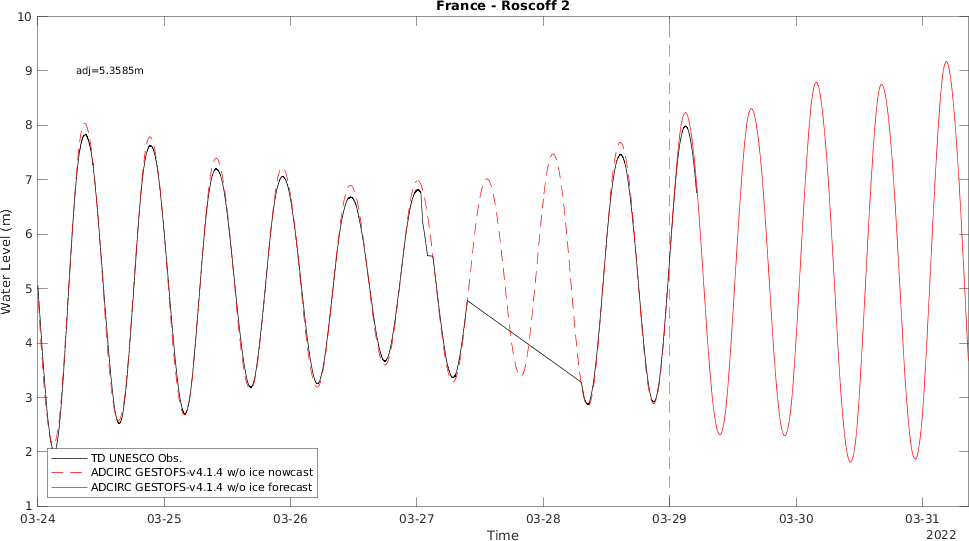 France - Roscoff 2
10
9
8
7
6
5
4
3
2
1
Water Level (m)
adj=5.3585m
TD UNESCO Obs.
ADCIRC GESTOFS-v4.1.4 w/o ice nowcast
ADCIRC GESTOFS-v4.1.4 w/o ice forecast
03-24 03-25 03-26 03-27 03-28 03-29 03-30 03-31
Time
2022